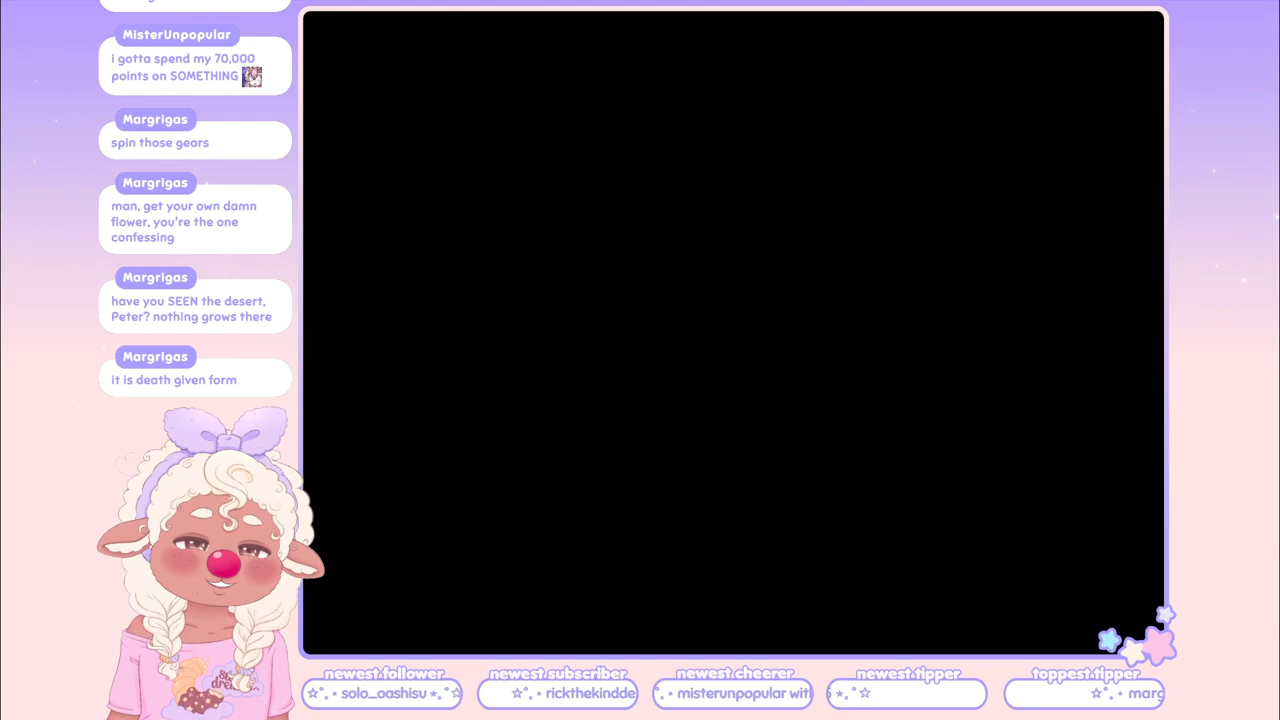 MisterUnpopular
i gotta spend my 70,000
points on SOMETHING
Margrigas
spin those gears
Margrigas
man, get your own damn
flower, you're the one
confessing
Margrigas
have you SEEN the desert,
Peter? nothing grows there
Margrigas
it is death given form
newest follower
newest subscriber
newest cheerer
newest tipper
toppest tipper
☆°. ⋆ solo_oashisu ⋆.˚☆
☆°. ⋆ rickthekindde
°. ⋆ misterunpopular with
⋆.˚☆
☆°. ⋆ marg